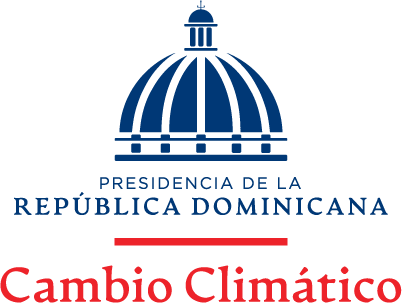 PRESIDENCIA DE LA
REPÚBLICA DOMINICANA
Cambio Climático